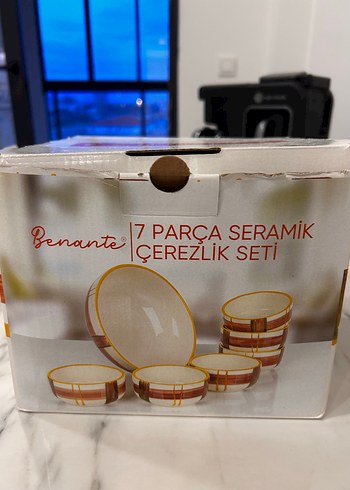 Benante
7 PARÇA SERAMİK
ÇEREZLİK SETİ